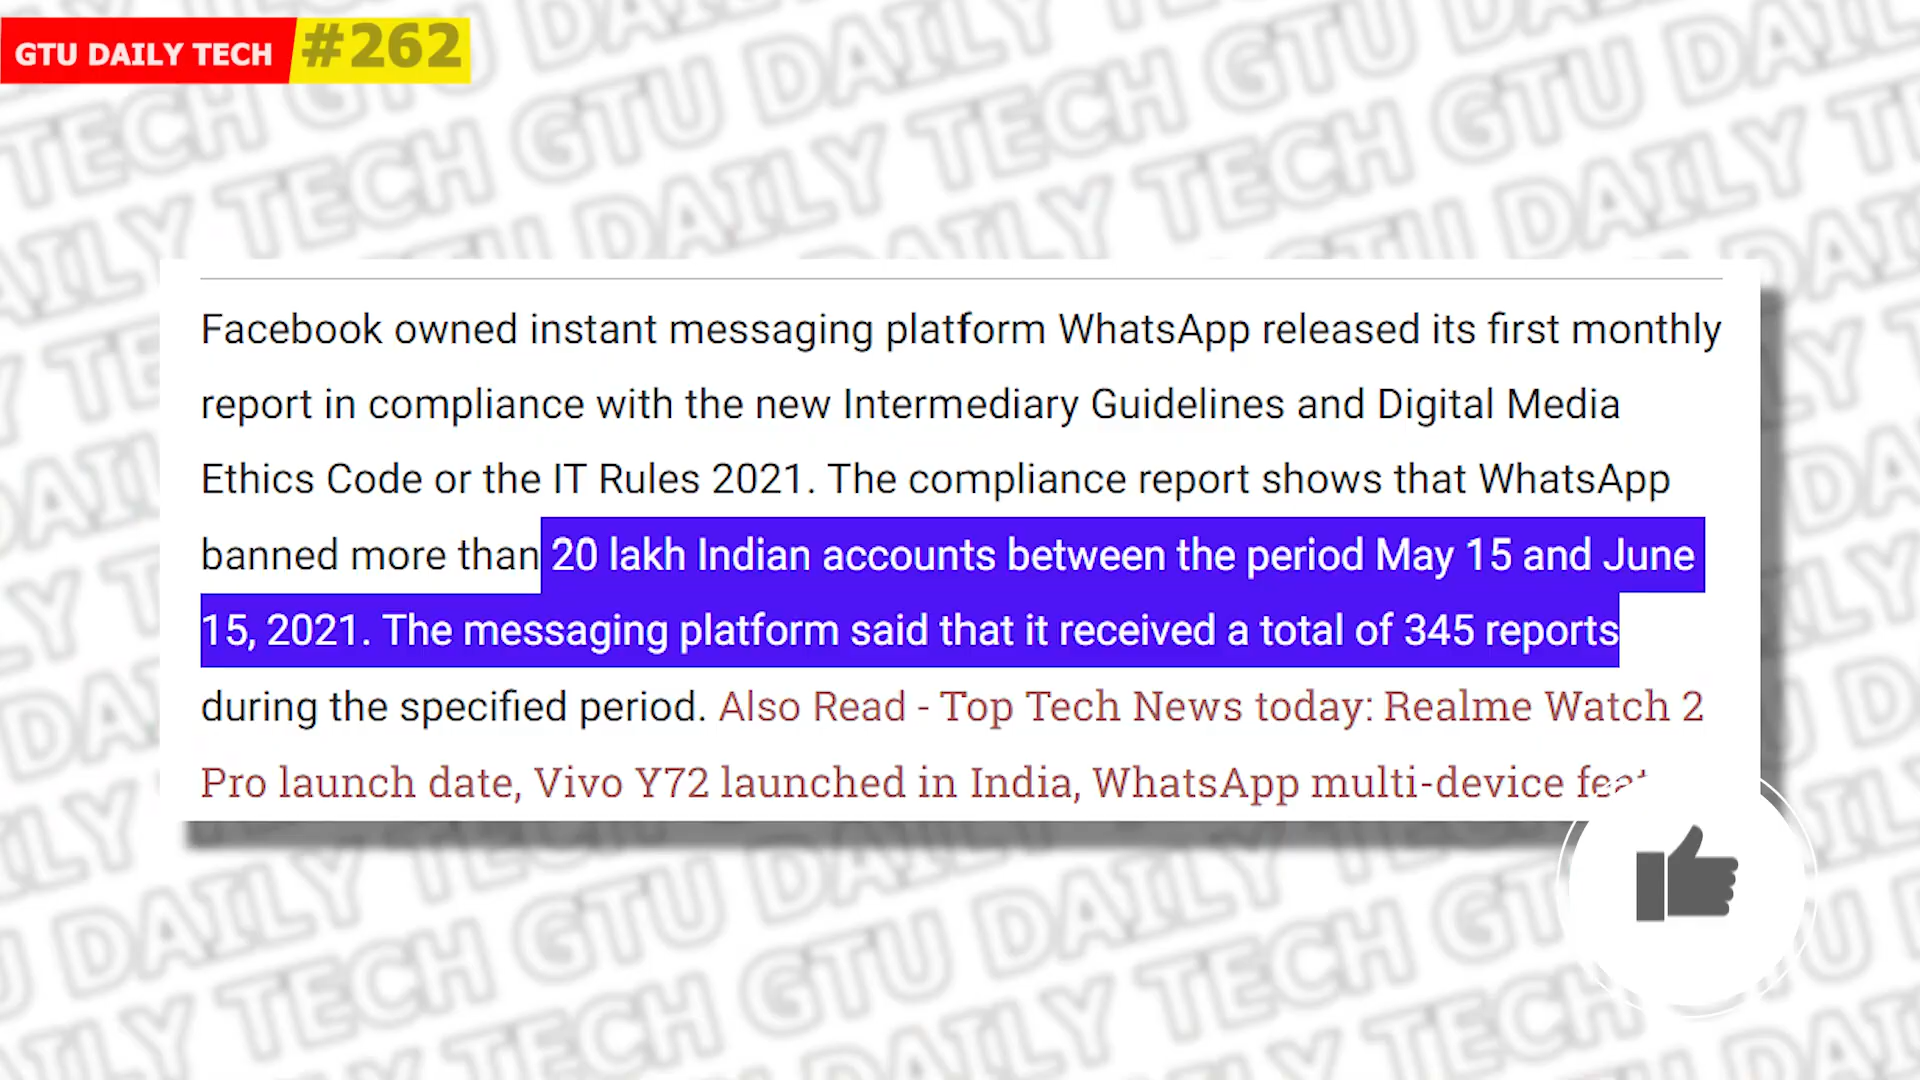 GTU DAILY TECH #262
Facebook owned instant messaging platform WhatsApp released its first monthly
report in compliance with the new Intermediary Guidelines and Digital Media
Ethics Code or the IT Rules 2021. The compliance report shows that WhatsApp
banned more than 20 lakh Indian accounts between the period May 15 and June
15, 2021. The messaging platform said that it received a total of 345 reports
during the specified period. Also Read - Top Tech News today: Realme Watch 2
Pro launch date, Vivo Y72 launched in India, WhatsApp multi-device